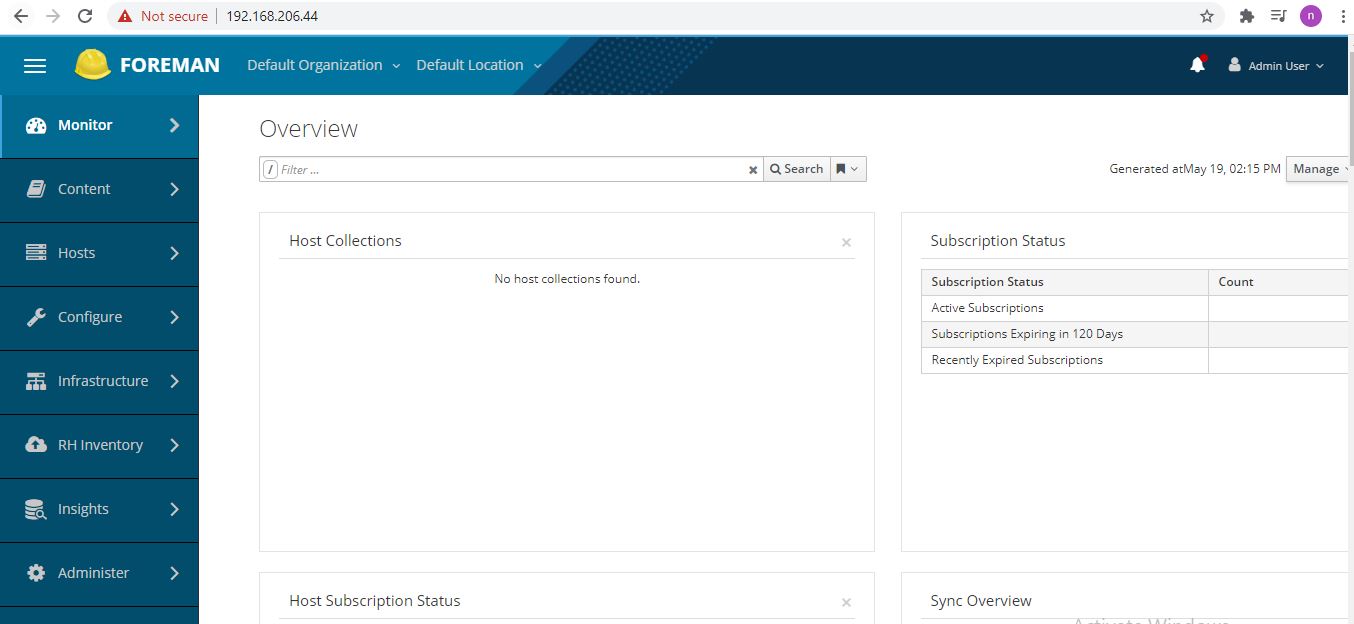 Not secure 192.168.206.44
n
FOREMAN Default Organization Default Location Admin User
Monitor
Content
Hosts
Configure
Infrastructure
RH Inventory
Insights
Administer
Overview
/ Filter ... Search Generated atMay 19, 02:15 PM Manage
Host Collections
No host collections found.
Subscription Status
Subscription Status Count
Active Subscriptions
Subscriptions Expiring in 120 Days
Recently Expired Subscriptions
Host Subscription Status
Sync Overview
Activate Windows